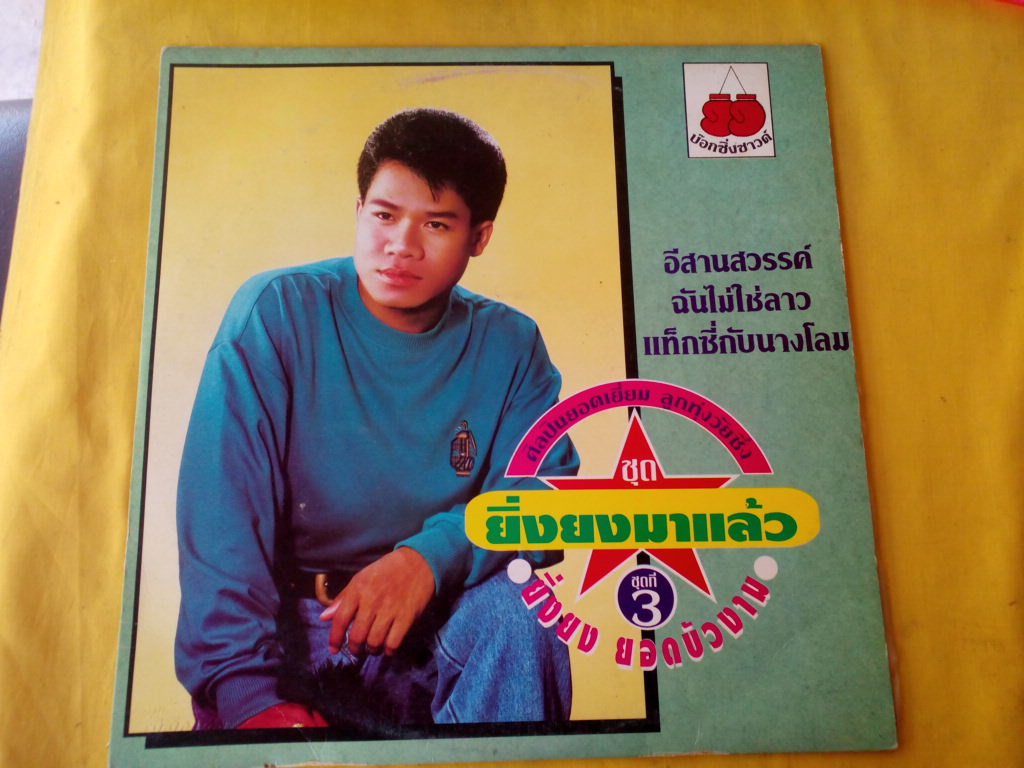 บ๊อกซิ่งซาวด์
อีสานสวรรค์
ฉันไม่ใช่ลาว
แท็กซี่กับนางโลม
ศิลปินยอดเยี่ยม ลูกทุ่งวัยซิ่ง
ชุด
ยิ่งยงมาแล้ว
ชุดที่
3
ยิ่งยง ยอดบัวงาม